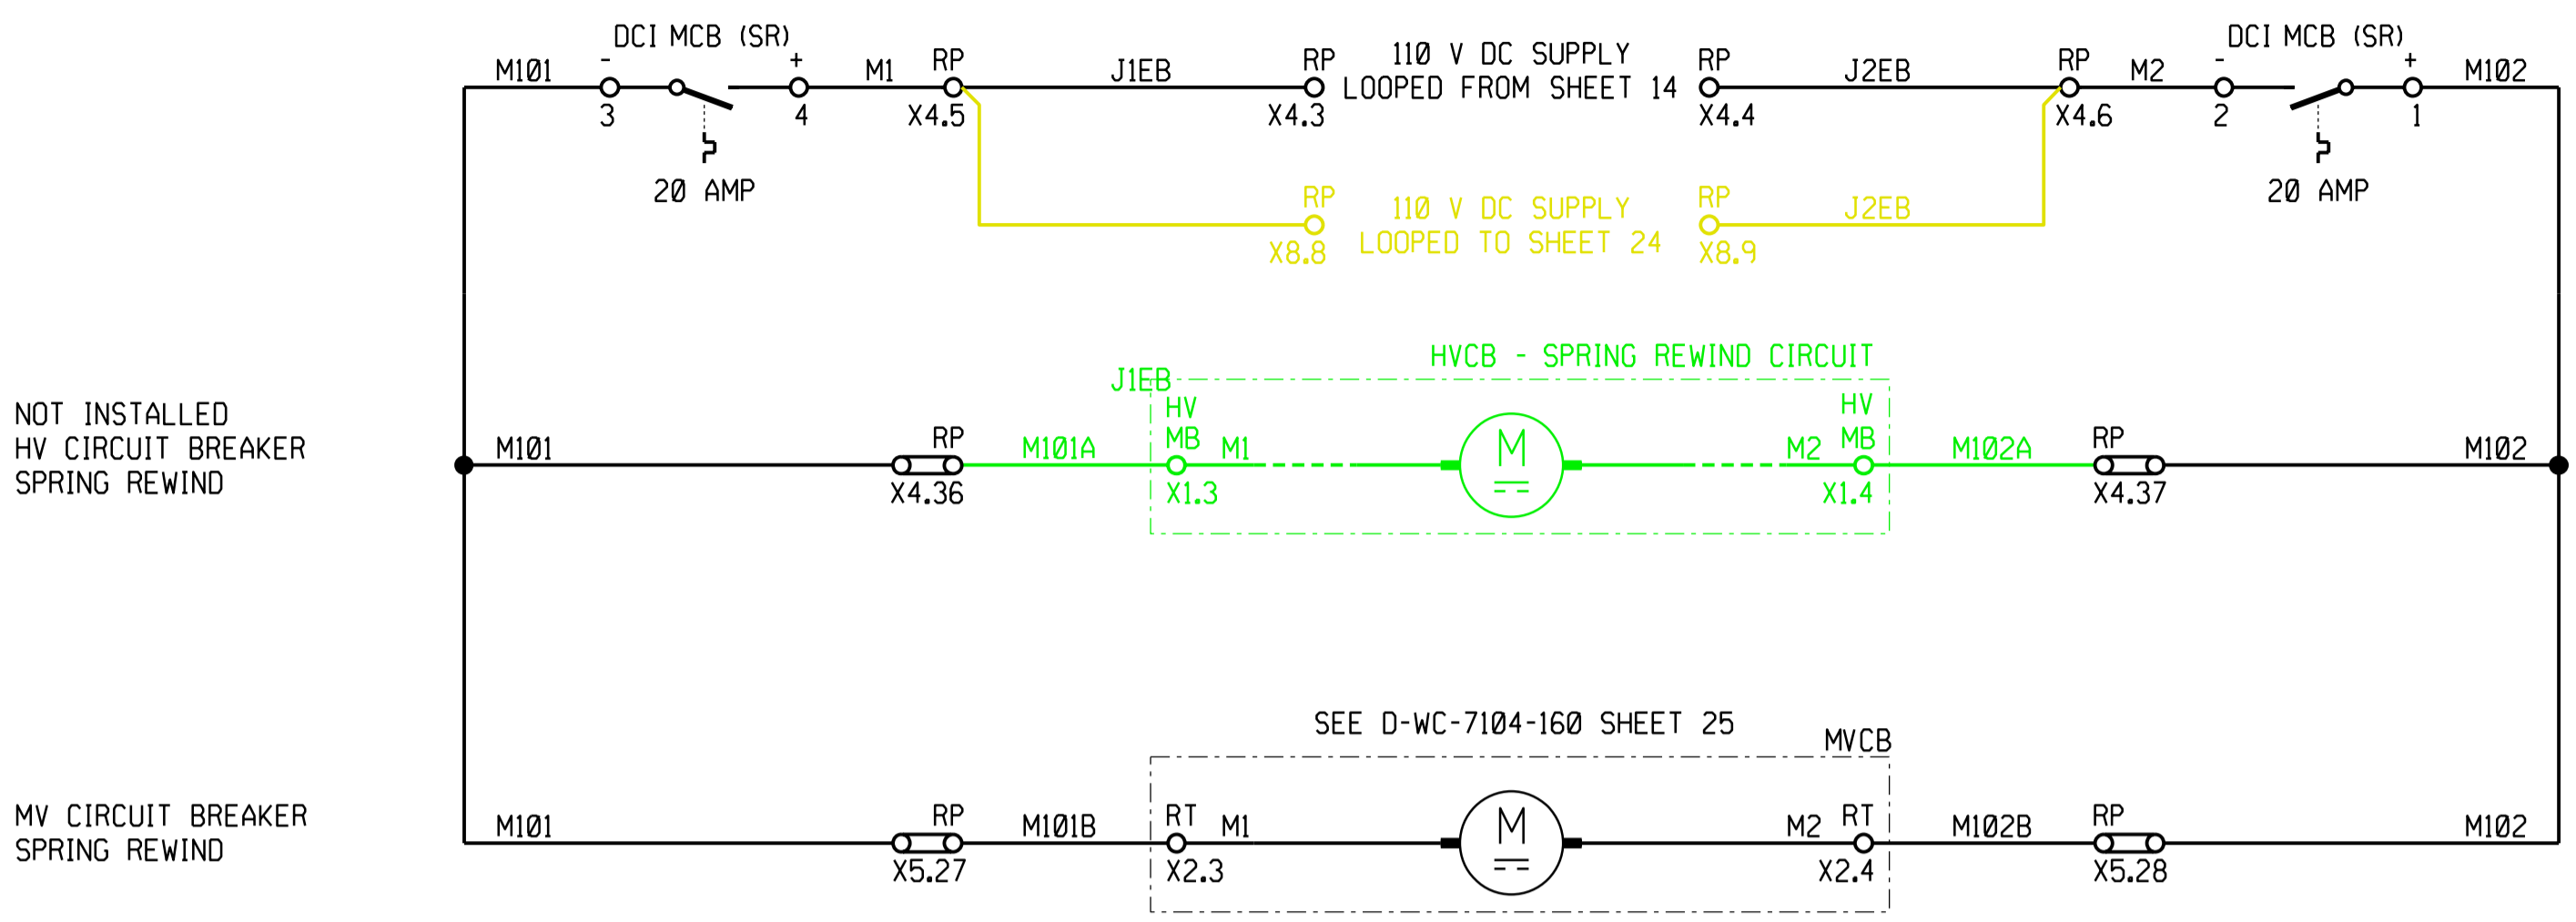 DCI MCB (SR)
- +
M101 M1 RP J1EB RP
3 4 X4.5 X4.3
20 AMP
110 V DC SUPPLY
LOOPED FROM SHEET 14
RP J2EB RP M2
X4.4 X4.6
DCI MCB (SR)
- +
M102
2 1
20 AMP
RP
X8.8
110 V DC SUPPLY
LOOPED TO SHEET 24
RP J2EB
X8.9
HVCB - SPRING REWIND CIRCUIT
J1EB
NOT INSTALLED
HV CIRCUIT BREAKER
SPRING REWIND
M101 RP M101A
X4.36
HV
MB M1
X1.3
M
HV
M2 MB
X1.4
M102A RP M102
X4.37
SEE D-WC-7104-160 SHEET 25
MVCB
MV CIRCUIT BREAKER
SPRING REWIND
M101 RP M101B RT M1
X5.27 X2.3
M
M2 RT M102B RP M102
X2.4 X5.28